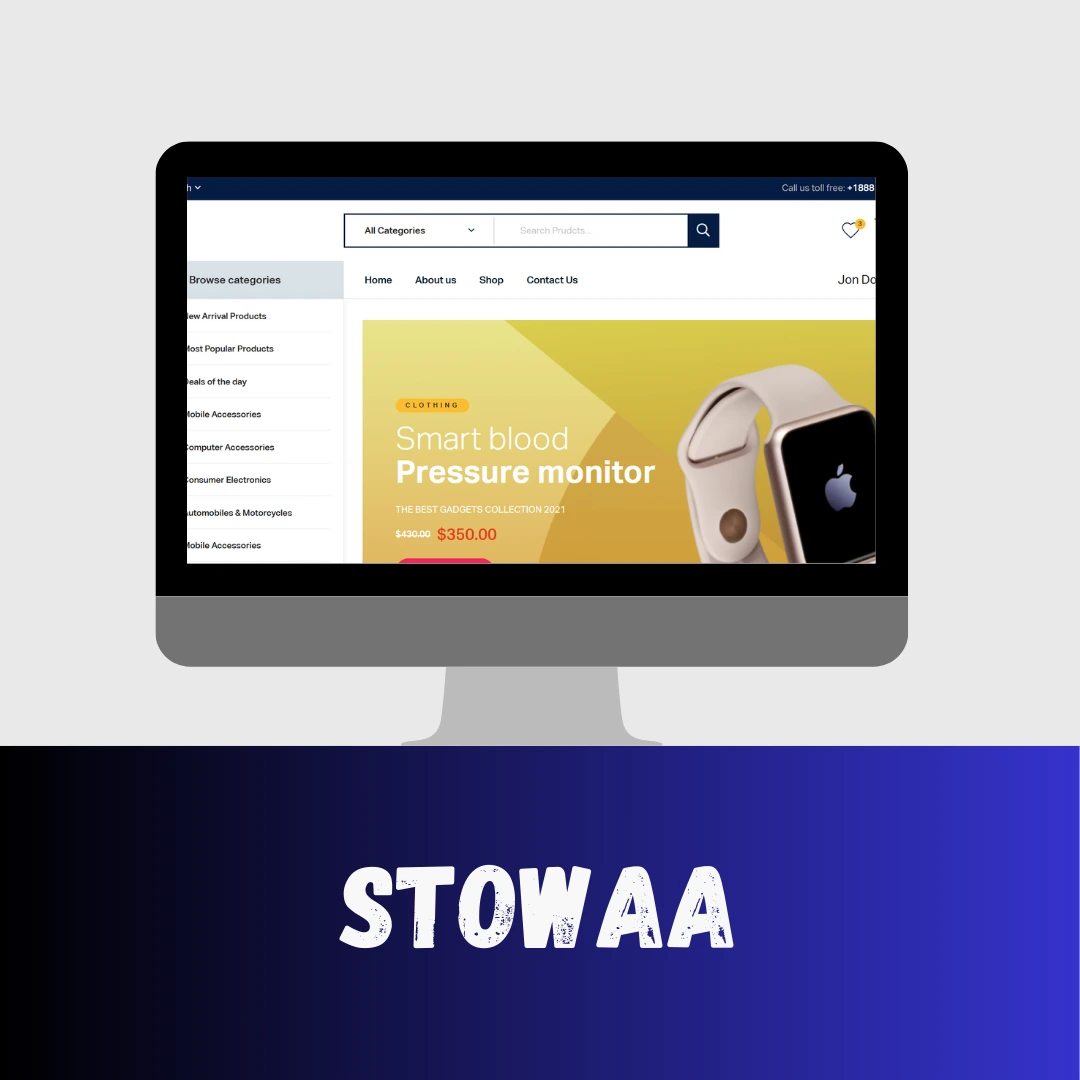 h
Call us toll free: +1888
All Categories
Search Prudcts...
3
Browse categories
Home About us Shop Contact Us
Jon Do
New Arrival Products
Most Popular Products
Deals of the day
Mobile Accessories
Computer Accessories
Consumer Electronics
Automobiles & Motorcycles
Mobile Accessories
CLOTHING
Smart blood
Pressure monitor
THE BEST GADGETS COLLECTION 2021
$430.00 $350.00
STOWAA